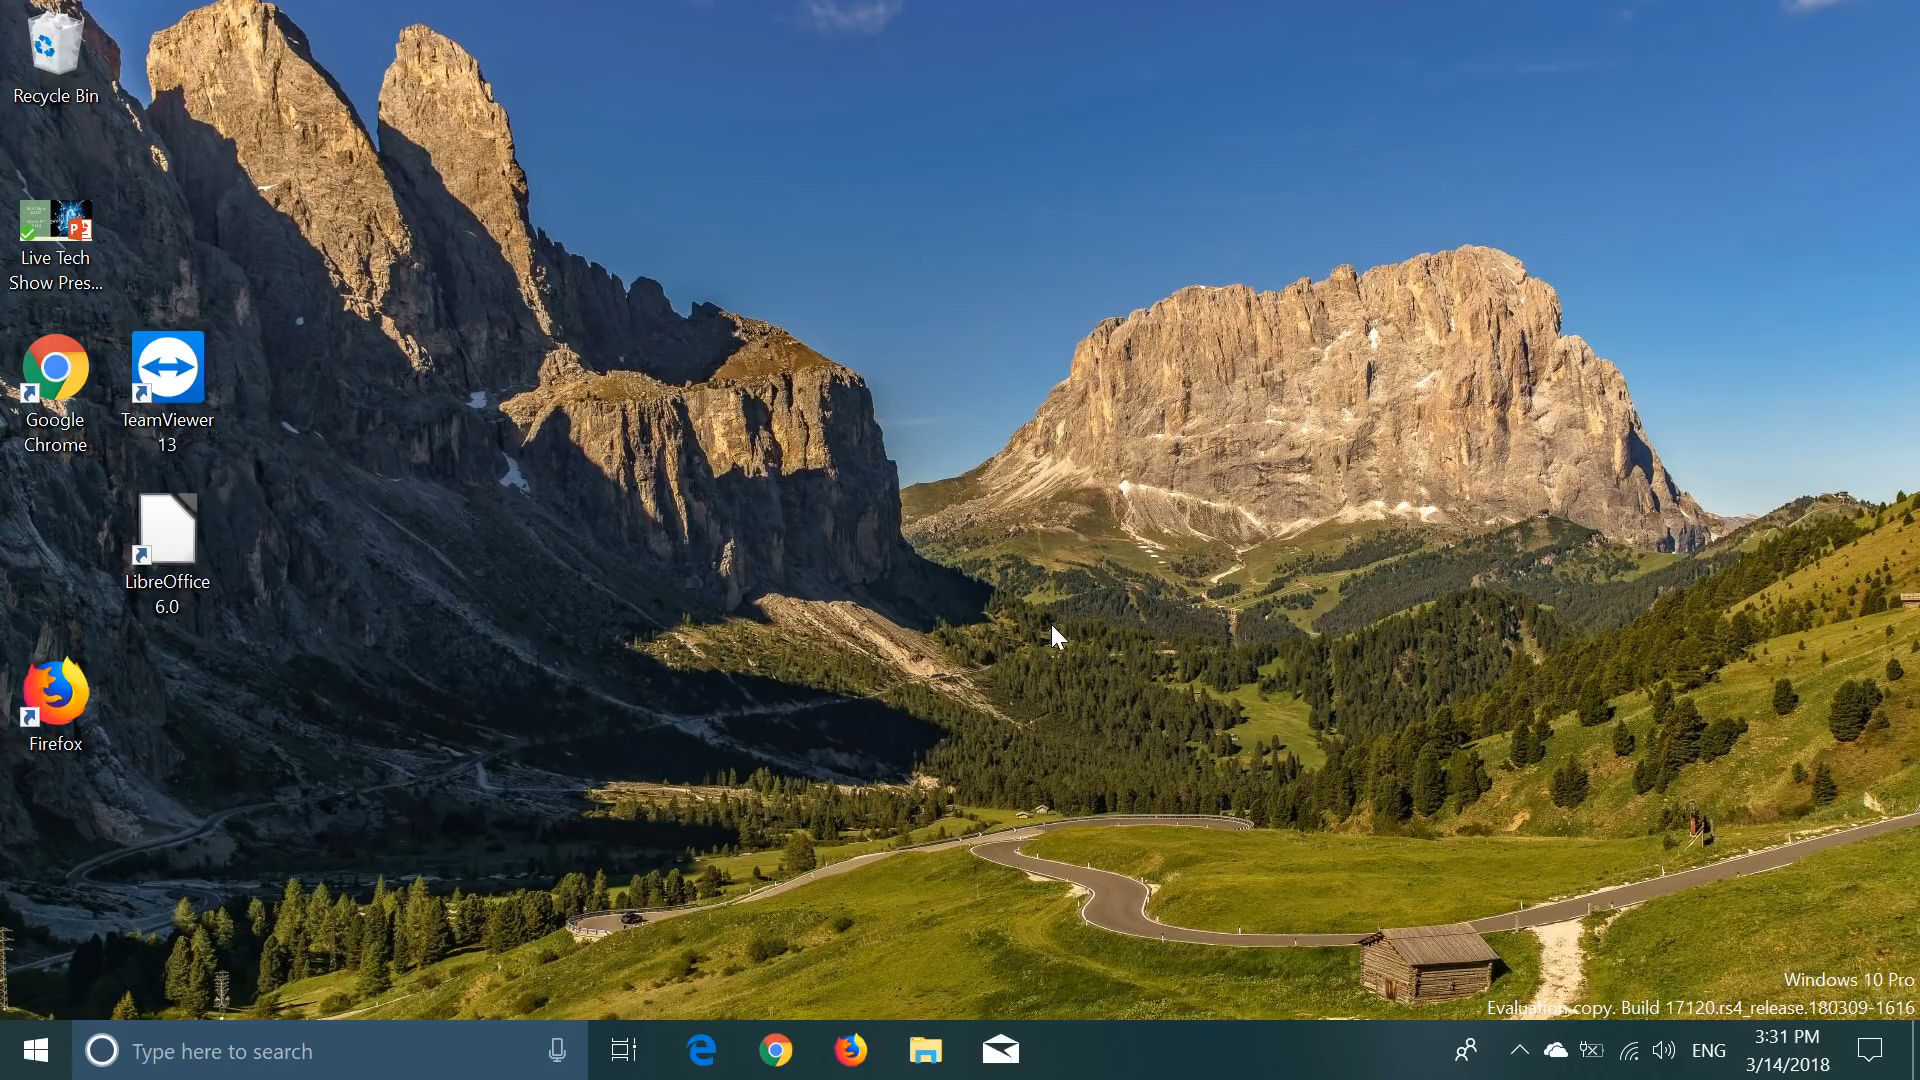 Recycle Bin
Live Tech
Show Pres...
Google
Chrome
TeamViewer
13
LibreOffice
6.0
Firefox
Windows 10 Pro
Evaluation copy. Build 17120.rs4_release.180309-1616
Type here to search
ENG
3:31 PM
3/14/2018